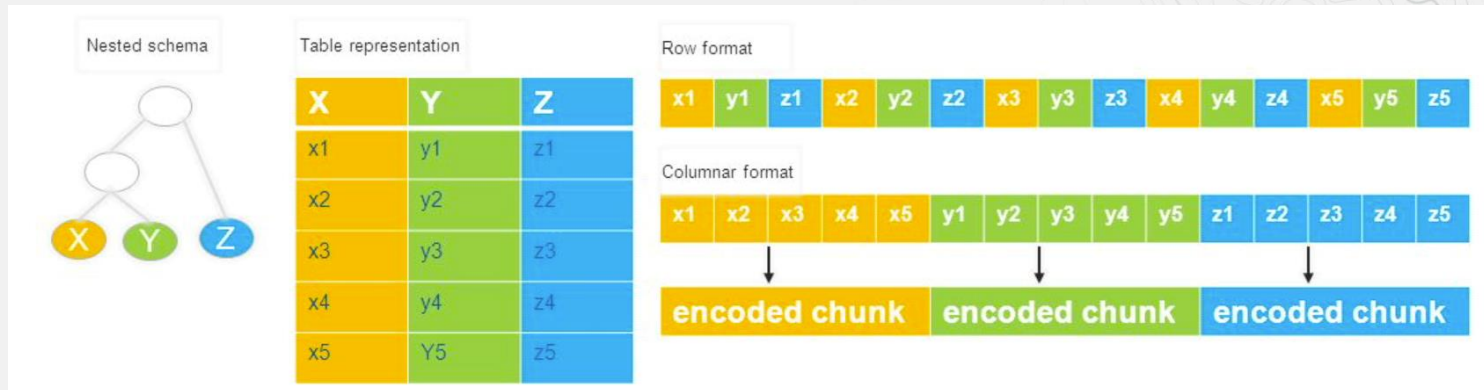 Nested schema
X Y Z
Table representation
X Y Z
x1 y1 z1
x2 y2 z2
x3 y3 z3
x4 y4 z4
x5 Y5 z5
Row format
x1 y1 z1 x2 y2 z2 x3 y3 z3 x4 y4 z4 x5 y5 z5
Columnar format
x1 x2 x3 x4 x5 y1 y2 y3 y4 y5 z1 z2 z3 z4 z5
encoded chunk encoded chunk encoded chunk